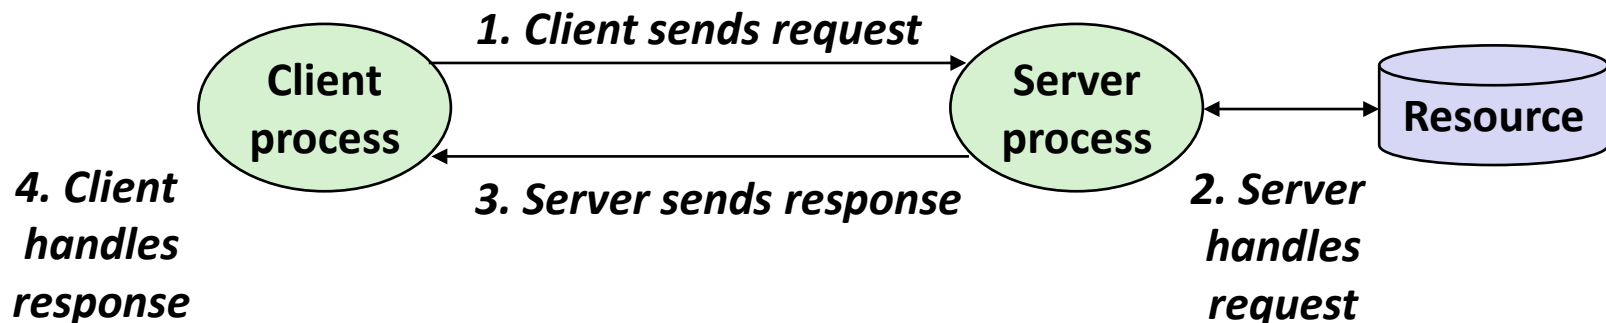 1. Client sends request
Client
process
Server
process
Resource
3. Server sends response
4. Client
handles
response
2. Server
handles
request